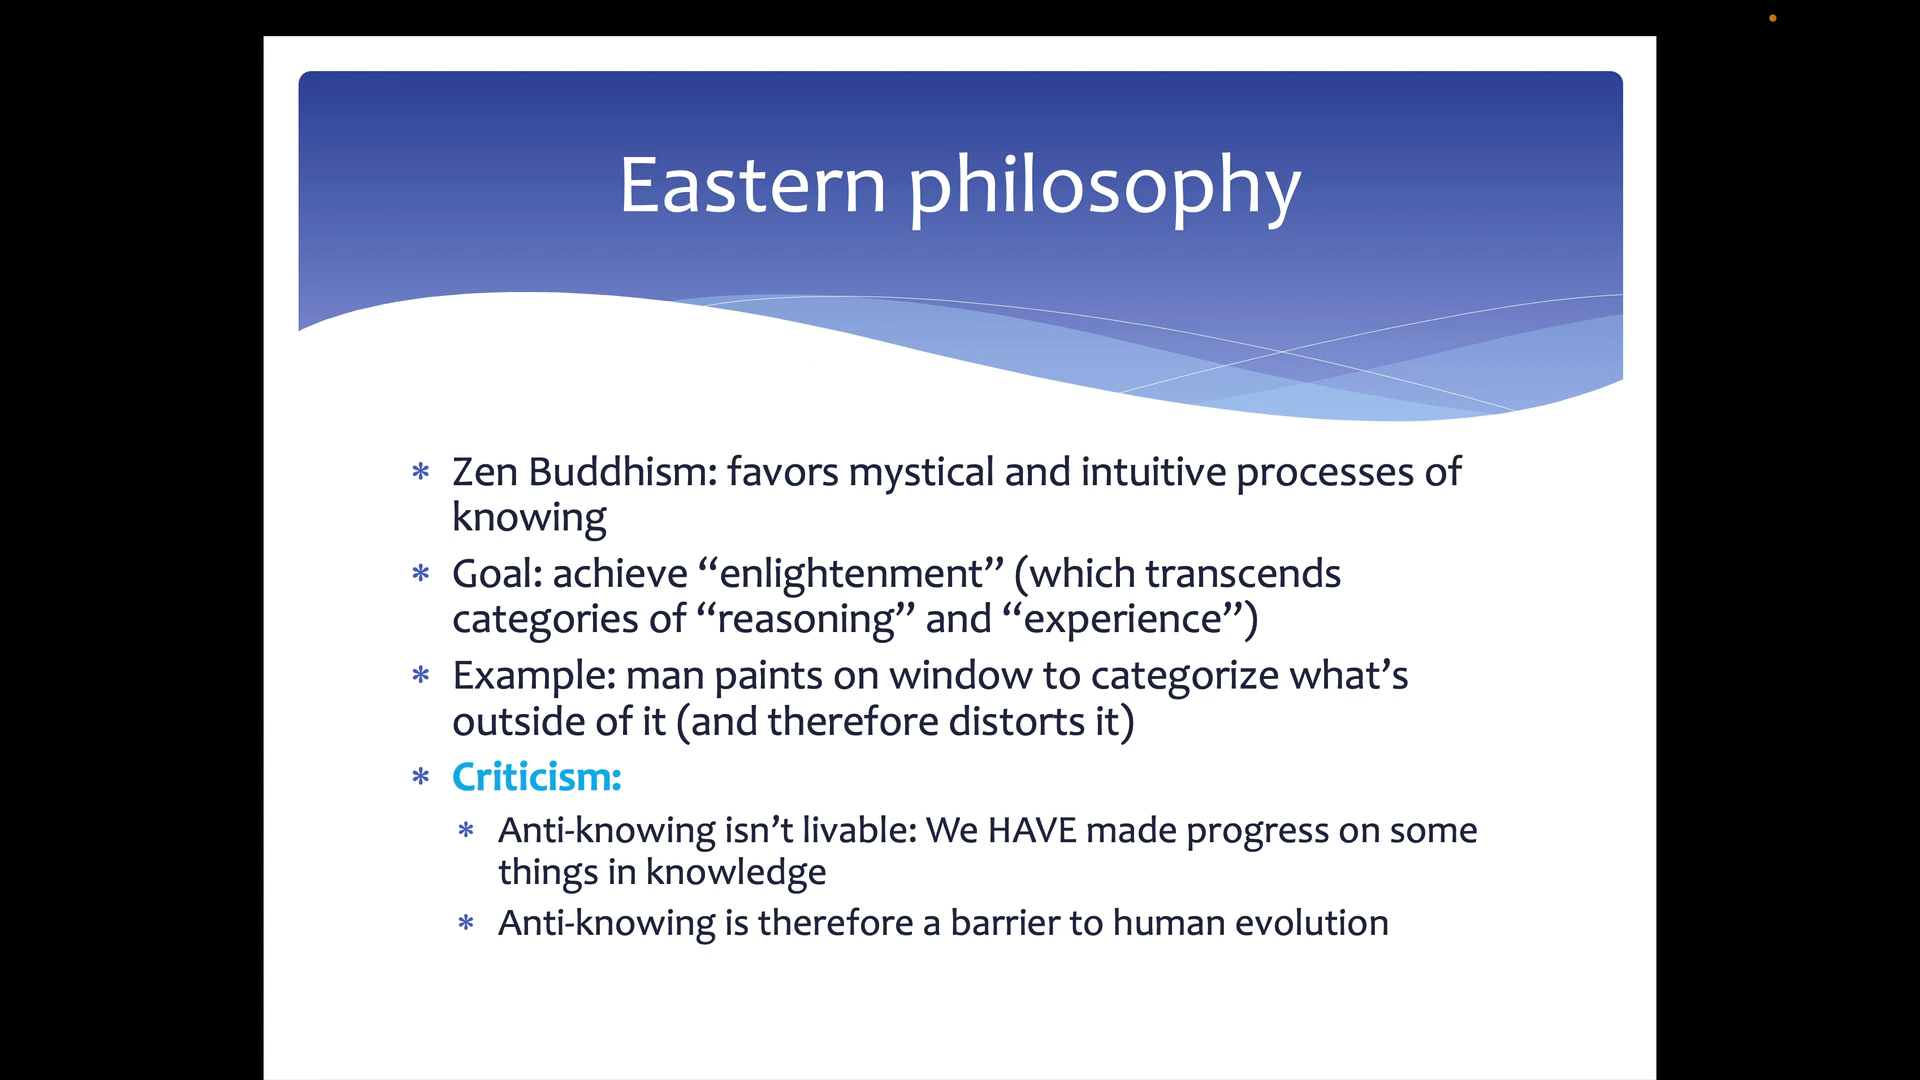 Eastern philosophy
* Zen Buddhism: favors mystical and intuitive processes of
knowing
* Goal: achieve “enlightenment” (which transcends
categories of “reasoning” and “experience”)
* Example: man paints on window to categorize what’s
outside of it (and therefore distorts it)
* Criticism:
* Anti-knowing isn’t livable: We HAVE made progress on some
things in knowledge
* Anti-knowing is therefore a barrier to human evolution